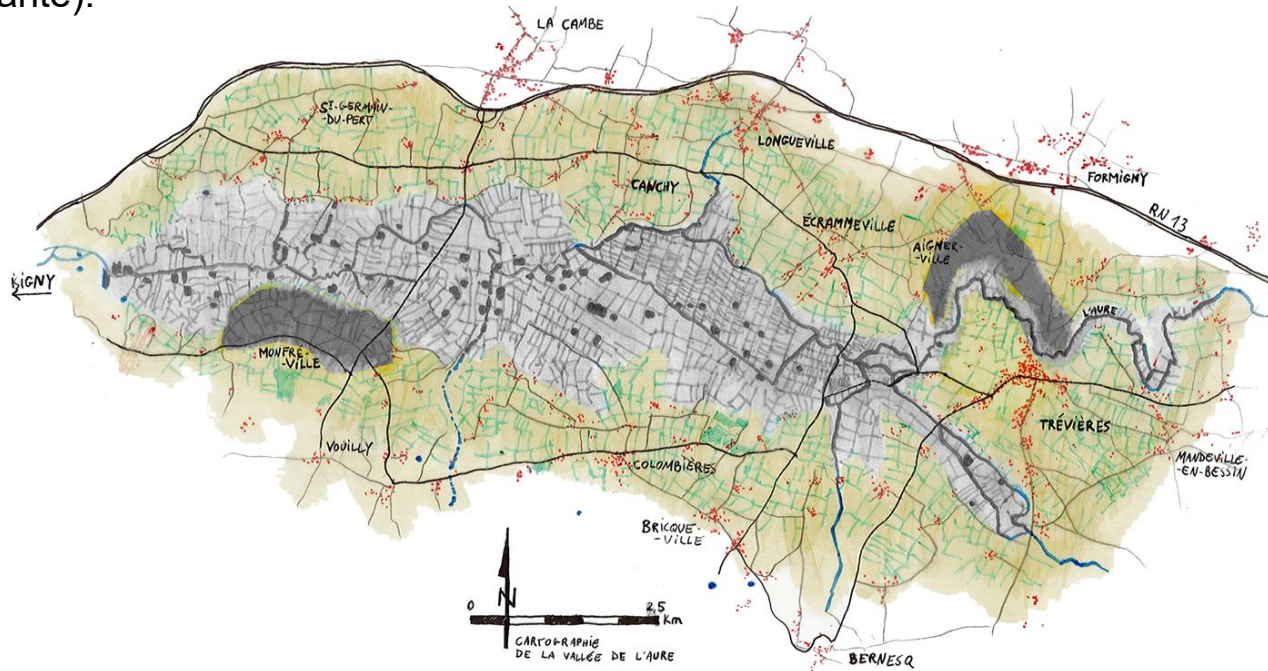 ante).
LA CAMBE
ST-GERMAIN-
-DU-PERT
LONGUEVILLE
FORMIGNY
CANCHY
RN 13
ÉCRAMMEVILLE
AIGNER-
-VILLE
ISIGNY
L'AURE
MONFRE-
-VILLE
TRÉVIÈRES
VOUILLY
COLOMBIÈRES
MANDEVILLE-
-EN-BESSIN
BRICQUE-
-VILLE
N
0 2,5
Km
CARTOGRAPHIE
DE LA VALLÉE DE L'AURE
BERNESQ